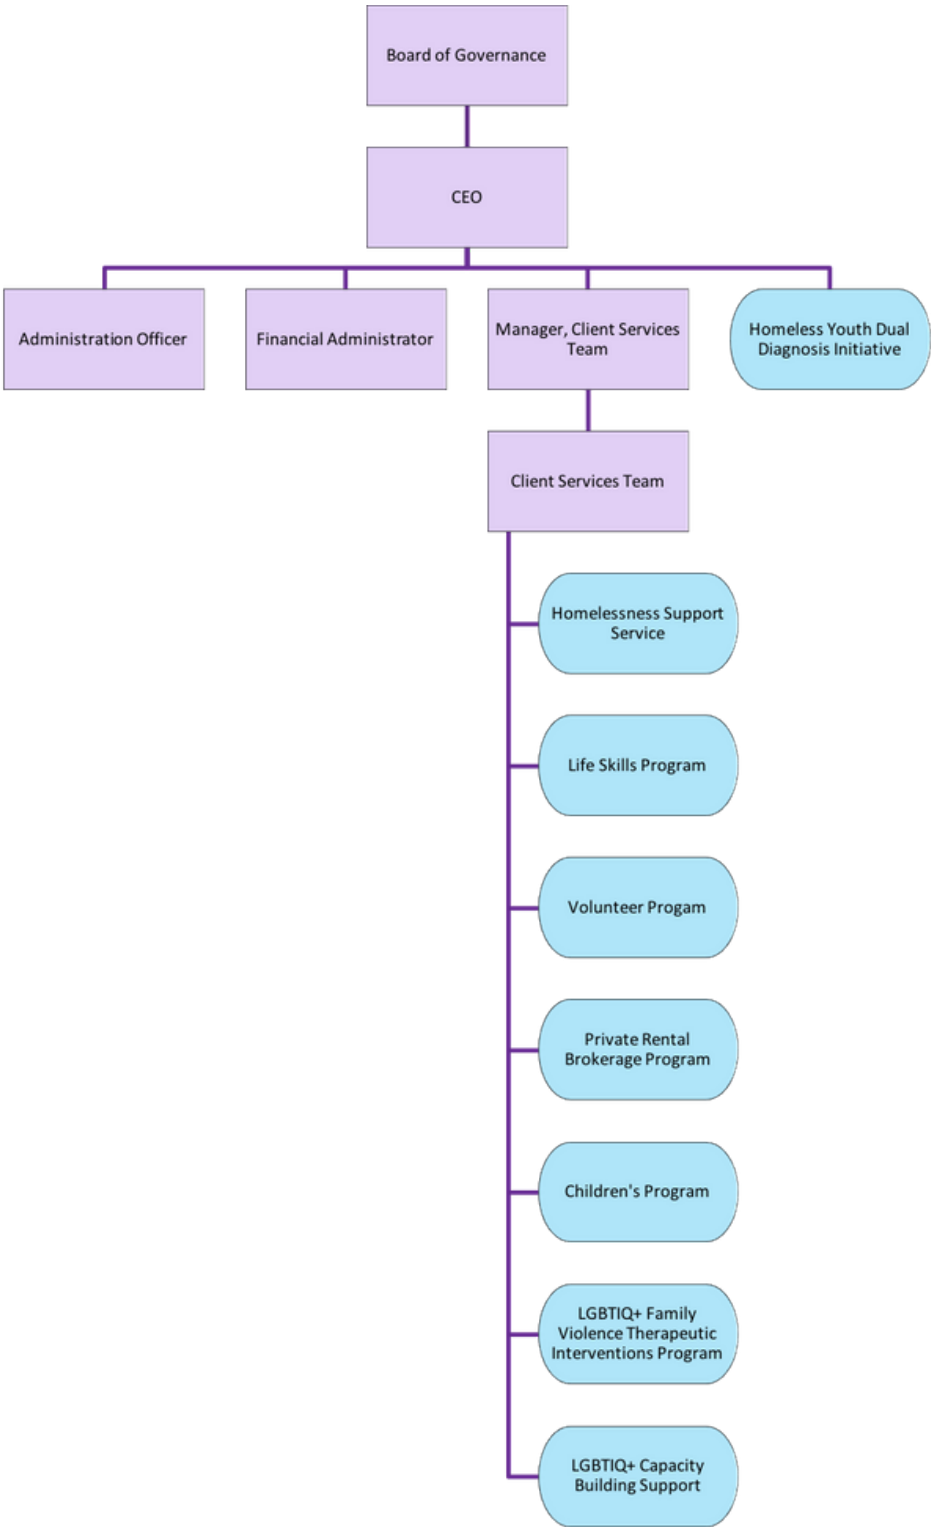 Board of Governance
CEO
Administration Officer
Financial Administrator
Manager, Client Services
Team
Homeless Youth Dual
Diagnosis Initiative
Client Services Team
Homelessness Support
Service
Life Skills Program
Volunteer Progam
Private Rental
Brokerage Program
Children's Program
LGBTIQ+ Family
Violence Therapeutic
Interventions Program
LGBTIQ+ Capacity
Building Support